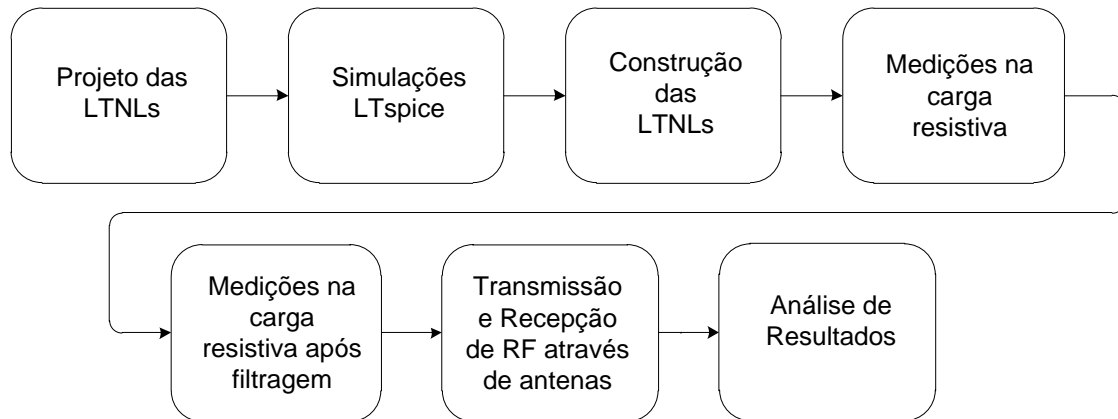 Projeto das
LTNLs
Simulações
LTspice
Construção
das
LTNLs
Medições na
carga
resistiva
Medições na
carga
resistiva após
filtragem
Transmissão
e Recepção
de RF através
de antenas
Análise de
Resultados